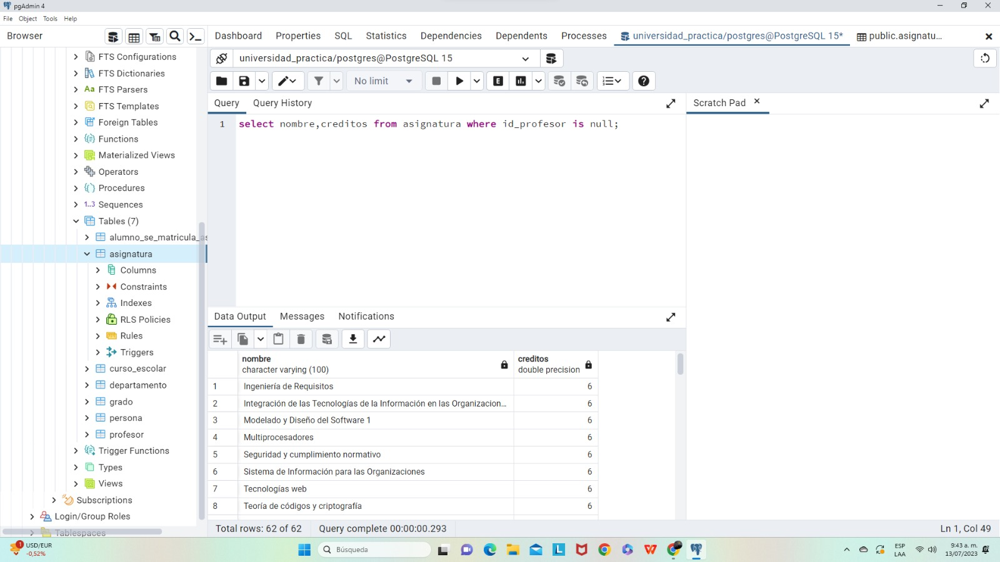 pgAdmin 4
File Object Tools Help
Browser
Dashboard Properties SQL Statistics Dependencies Dependents Processes universidad_practica/postgres@PostgreSQL 15* public.asignatu...
universidad_practica/postgres@PostgreSQL 15
No limit
E
Query Query History
Scratch Pad
1 select nombre,creditos from asignatura where id_profesor is null;
FTS Configurations
FTS Dictionaries
Aa FTS Parsers
FTS Templates
Foreign Tables
Functions
Materialized Views
Operators
Procedures
1..3 Sequences
Tables (7)
alumno_se_matricula_as
asignatura
Columns
Constraints
Indexes
RLS Policies
Rules
Triggers
curso_escolar
departamento
grado
persona
profesor
Trigger Functions
Types
Views
Subscriptions
Login/Group Roles
Tablespaces
Data Output Messages Notifications
nombre
character varying (100)
creditos
double precision
1 Ingeniería de Requisitos 6
2 Integración de las Tecnologías de la Información en las Organizacion... 6
3 Modelado y Diseño del Software 1 6
4 Multiprocesadores 6
5 Seguridad y cumplimiento normativo 6
6 Sistema de Información para las Organizaciones 6
7 Tecnologías web 6
8 Teoría de códigos y criptografía 6
Total rows: 62 of 62 Query complete 00:00:00.293 Ln 1, Col 49
1
USD/EUR
-0,52%
Búsqueda
L
W
ESP
LAA
9:43 a. m.
13/07/2023